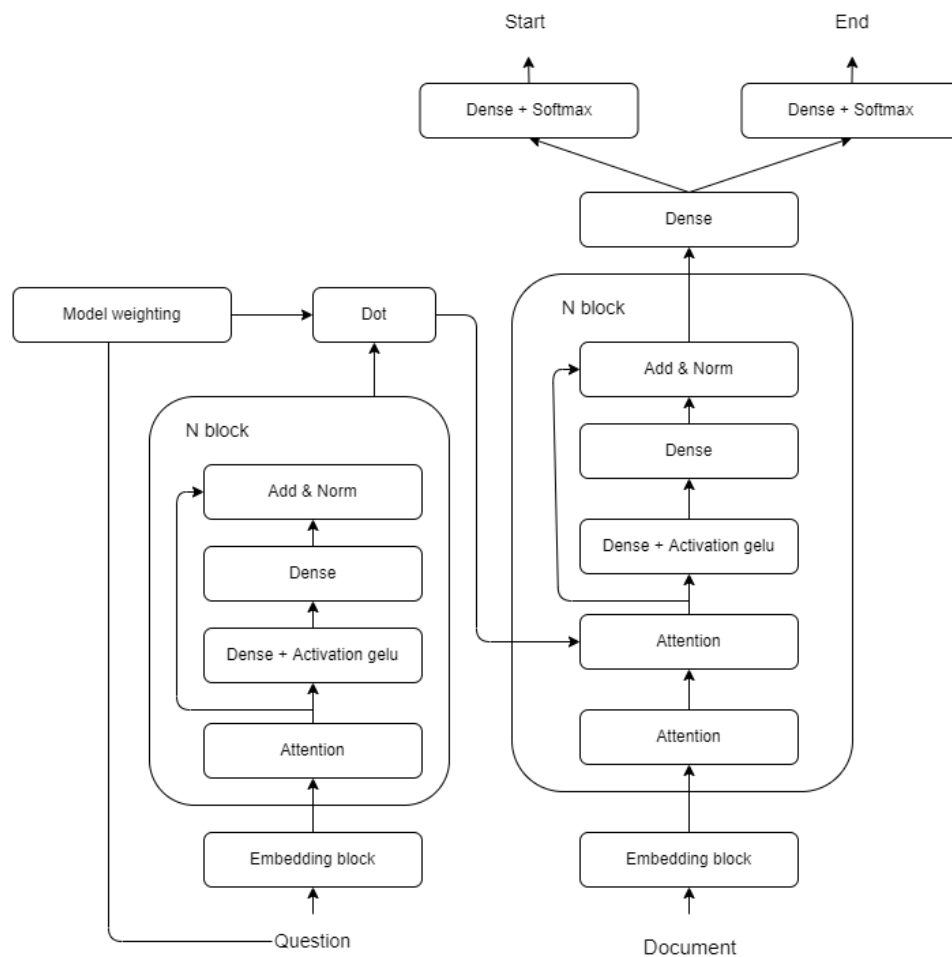 Start
End
Dense + Softmax
Dense + Softmax
Dense
Model weighting
Dot
N block
Add & Norm
Dense
Dense + Activation gelu
Attention
Attention
N block
Add & Norm
Dense
Dense + Activation gelu
Attention
Embedding block
Embedding block
Question
Document